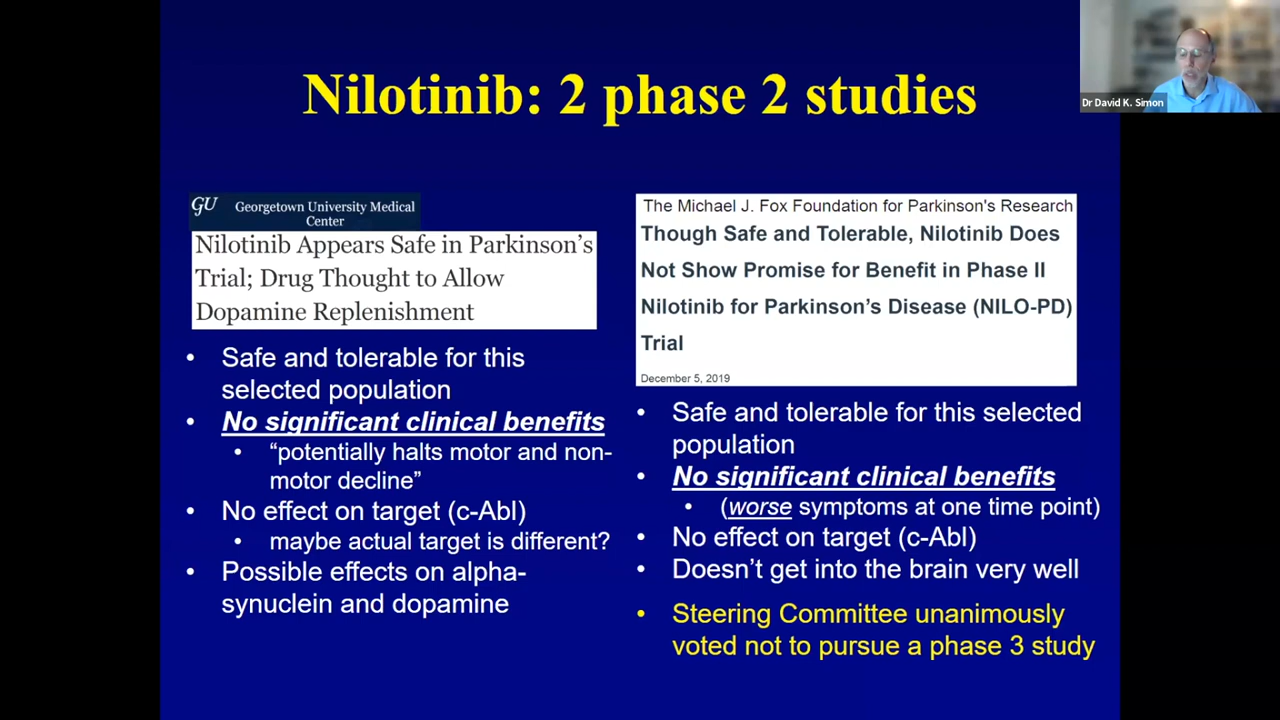 Nilotinib: 2 phase 2 studies
Dr David K. Simon
GU Georgetown University Medical
Center
Nilotinib Appears Safe in Parkinson’s
Trial; Drug Thought to Allow
Dopamine Replenishment
• Safe and tolerable for this
selected population
• No significant clinical benefits
• “potentially halts motor and non-
motor decline”
• No effect on target (c-Abl)
• maybe actual target is different?
• Possible effects on alpha-
synuclein and dopamine
The Michael J. Fox Foundation for Parkinson's Research
Though Safe and Tolerable, Nilotinib Does
Not Show Promise for Benefit in Phase II
Nilotinib for Parkinson’s Disease (NILO-PD)
Trial
December 5, 2019
• Safe and tolerable for this selected
population
• No significant clinical benefits
• (worse symptoms at one time point)
• No effect on target (c-Abl)
• Doesn’t get into the brain very well
• Steering Committee unanimously
voted not to pursue a phase 3 study